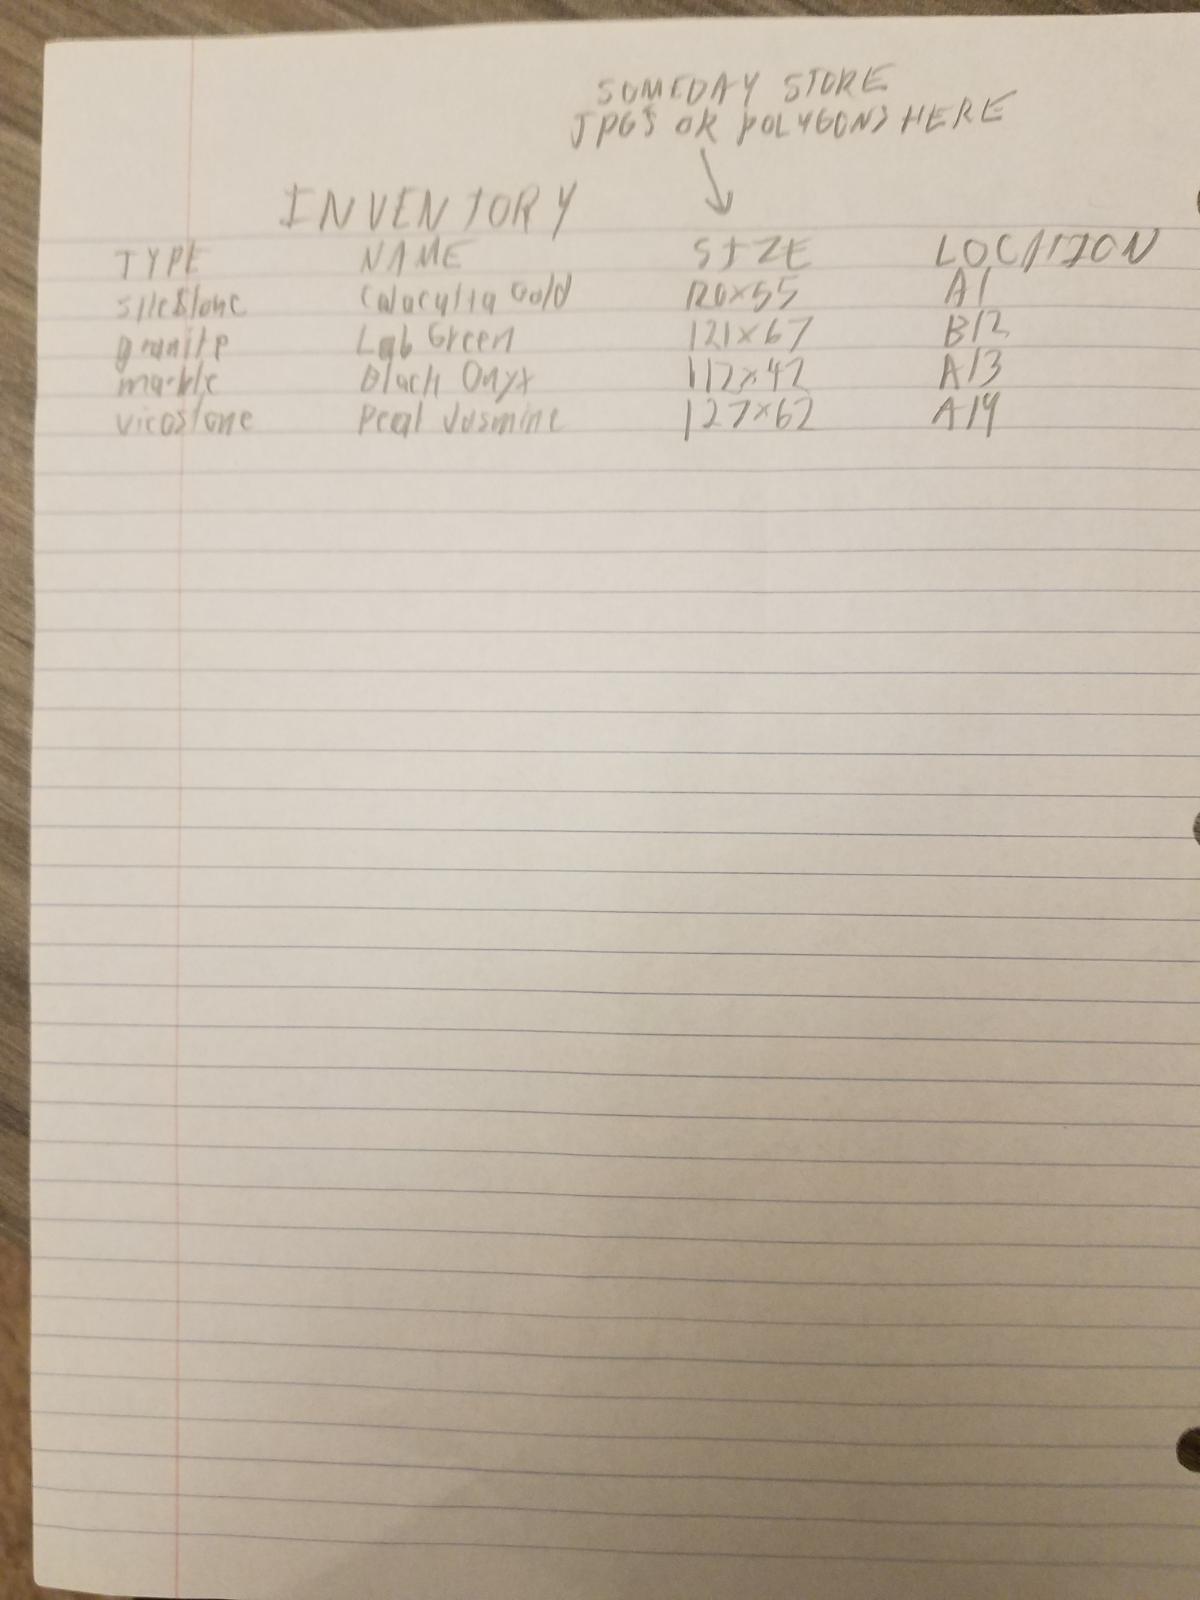 SOMEDAY STORE
JPGS OR POLYGONS HERE
INVENTORY
TYPE NAME SIZE LOCATION
silestone Calacutta Gold 120x55 A1
granite Lab Green 121x67 B12
marble Black Onyx 117x42 A13
vicostone Peal Jasmine 127x62 A14